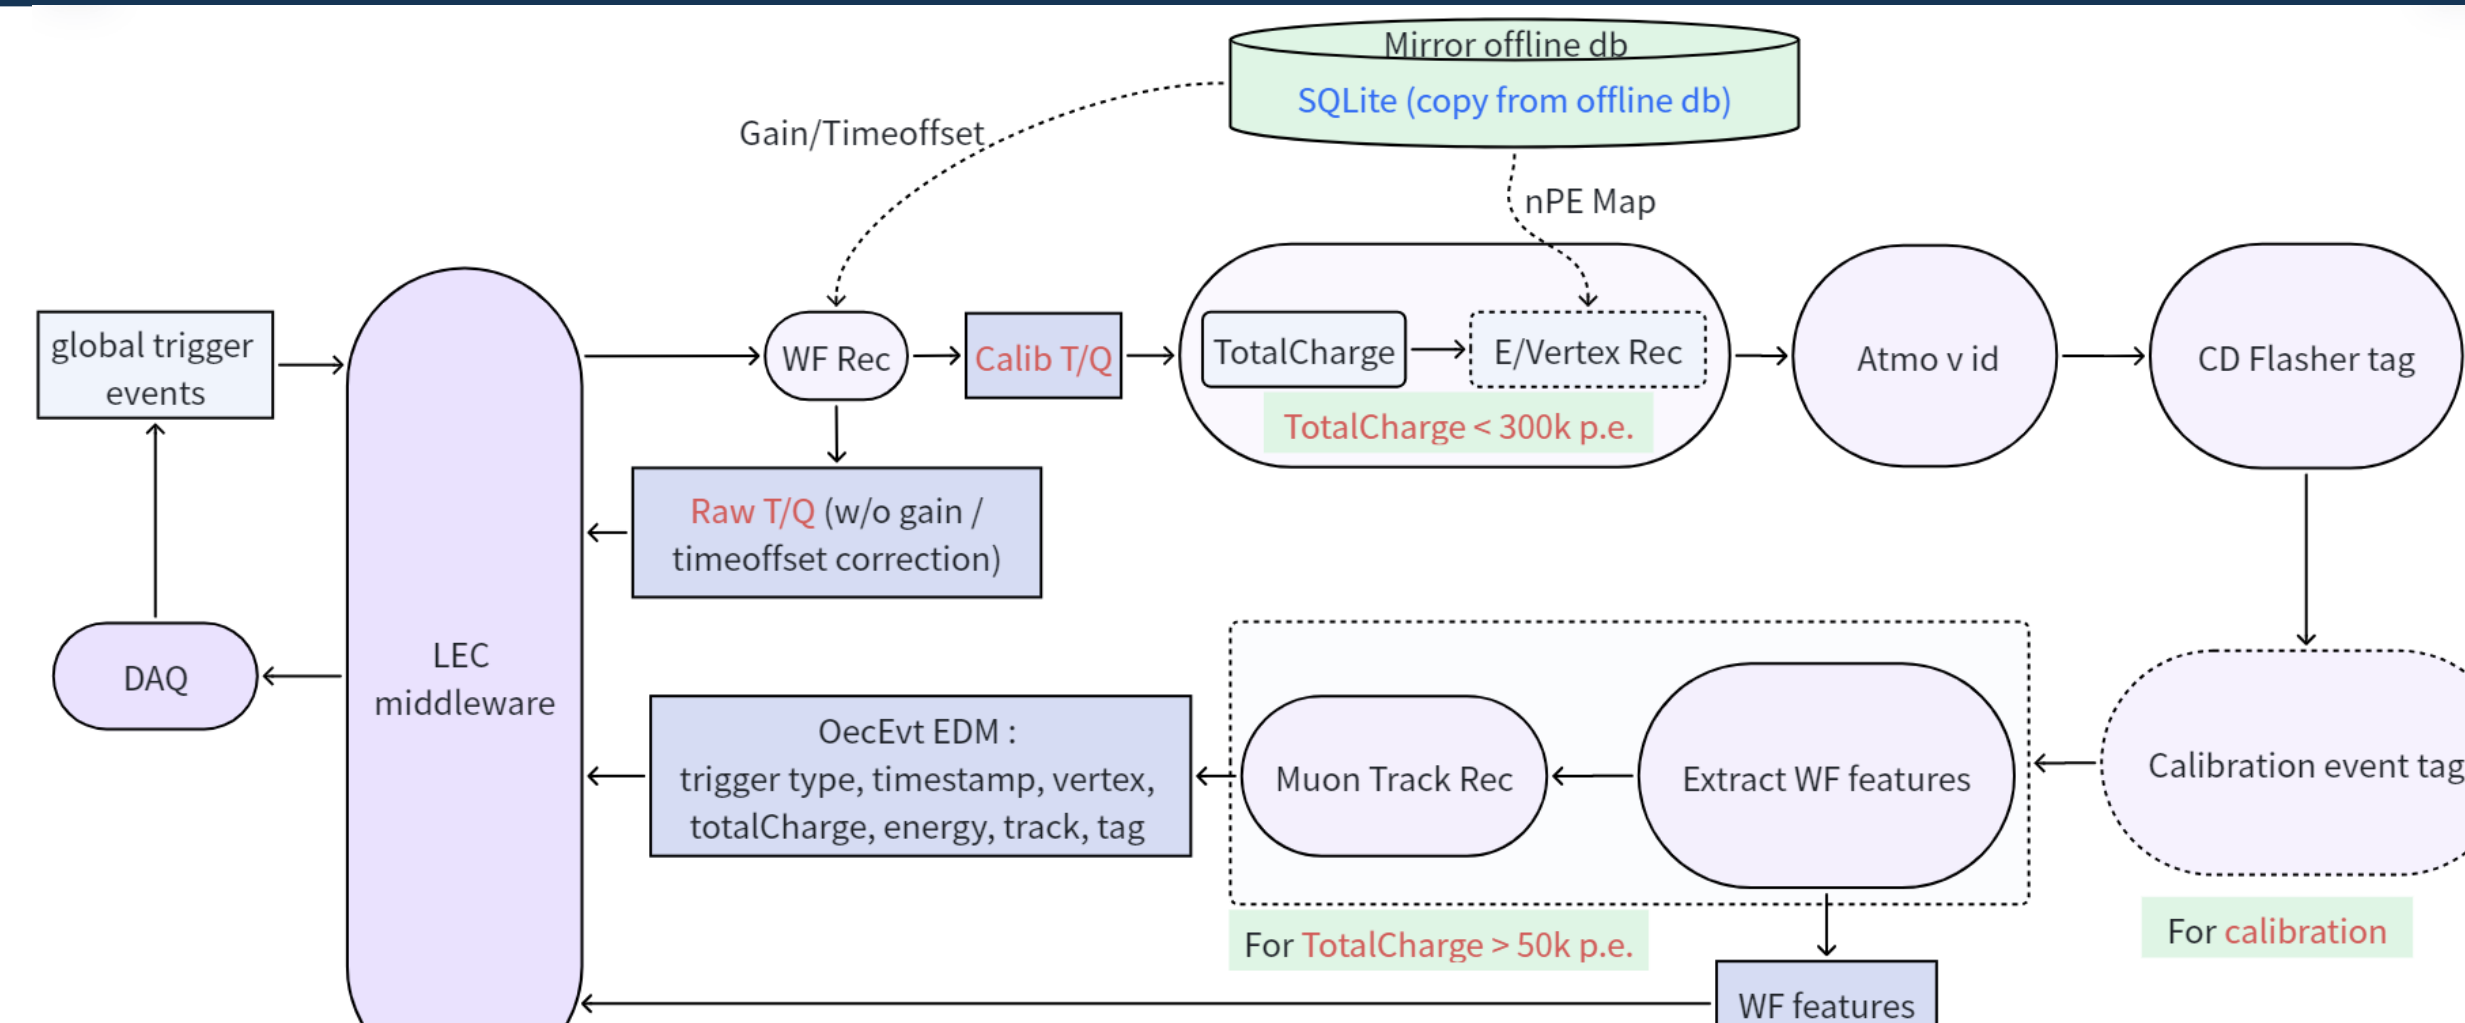 Mirror offline db
SQLite (copy from offline db)
Gain/Timeoffset
nPE Map
global trigger
events
WF Rec
Calib T/Q
TotalCharge
E/Vertex Rec
TotalCharge < 300k p.e.
Atmo ν id
CD Flasher tag
Raw T/Q (w/o gain /
timeoffset correction)
LEC
middleware
DAQ
OecEvt EDM :
trigger type, timestamp, vertex,
totalCharge, energy, track, tag
Muon Track Rec
Extract WF features
Calibration event tag
For TotalCharge > 50k p.e.
For calibration
WF features